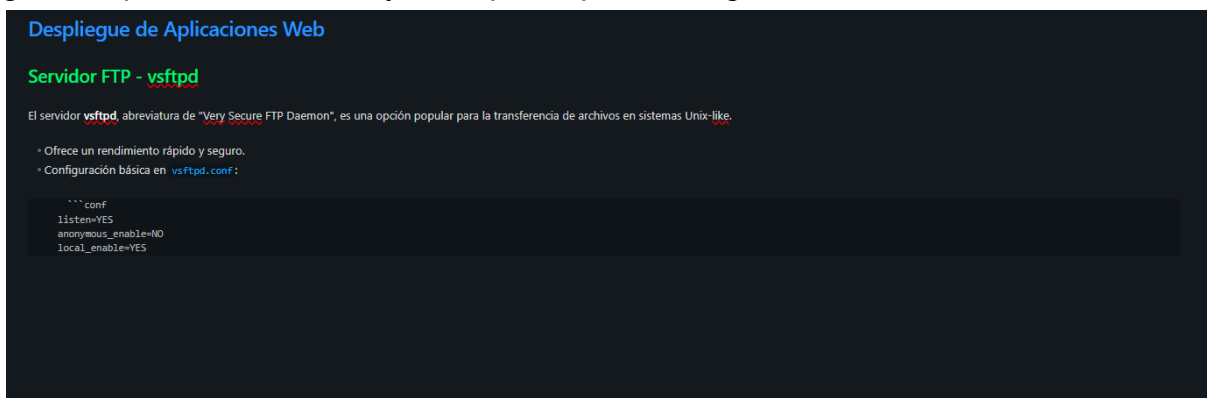 Despliegue de Aplicaciones Web
Servidor FTP - vsftpd
El servidor vsftpd, abreviatura de "Very Secure FTP Daemon", es una opción popular para la transferencia de archivos en sistemas Unix-like.
◦ Ofrece un rendimiento rápido y seguro.
◦ Configuración básica en vsftpd.conf:
```conf
listen=YES
anonymous_enable=NO
local_enable=YES